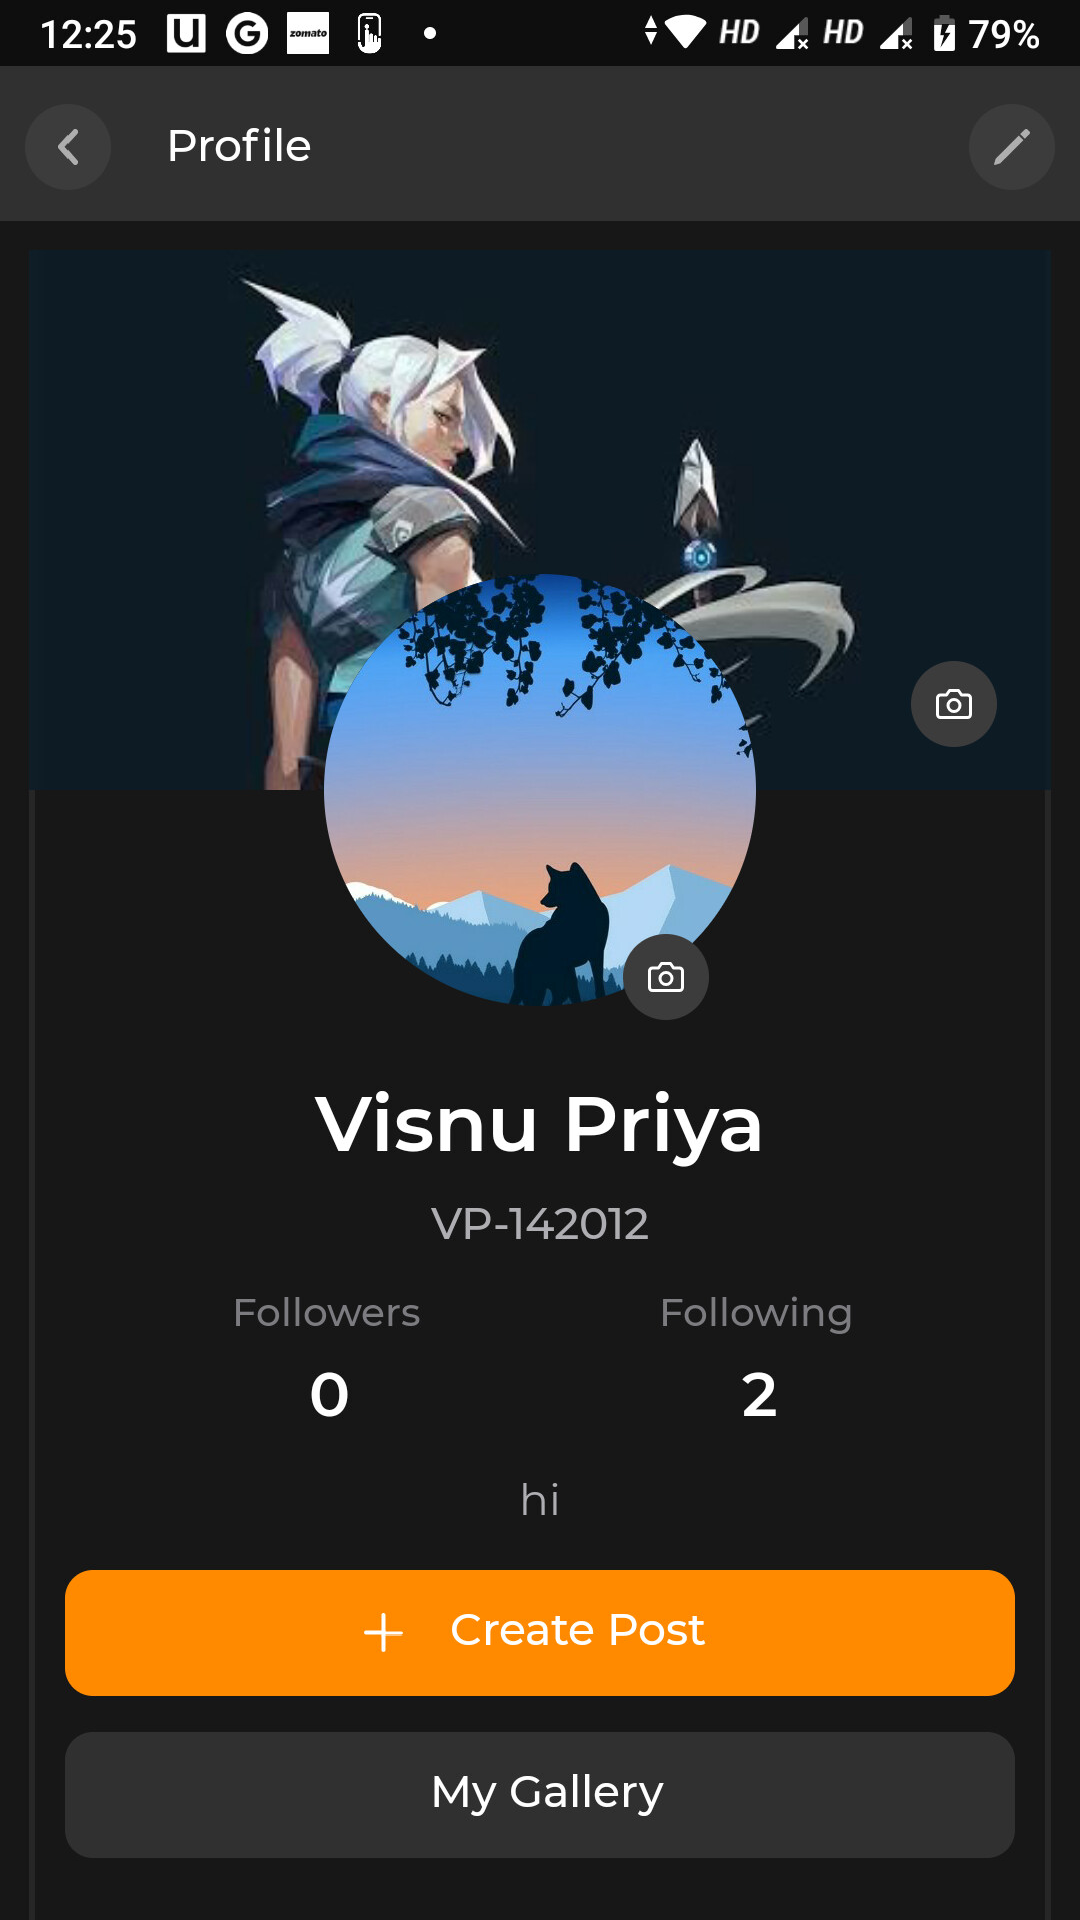 12:25 U G zomato HD HD 79%
Profile
Visnu Priya
VP-142012
Followers Following
0 2
hi
Create Post
My Gallery